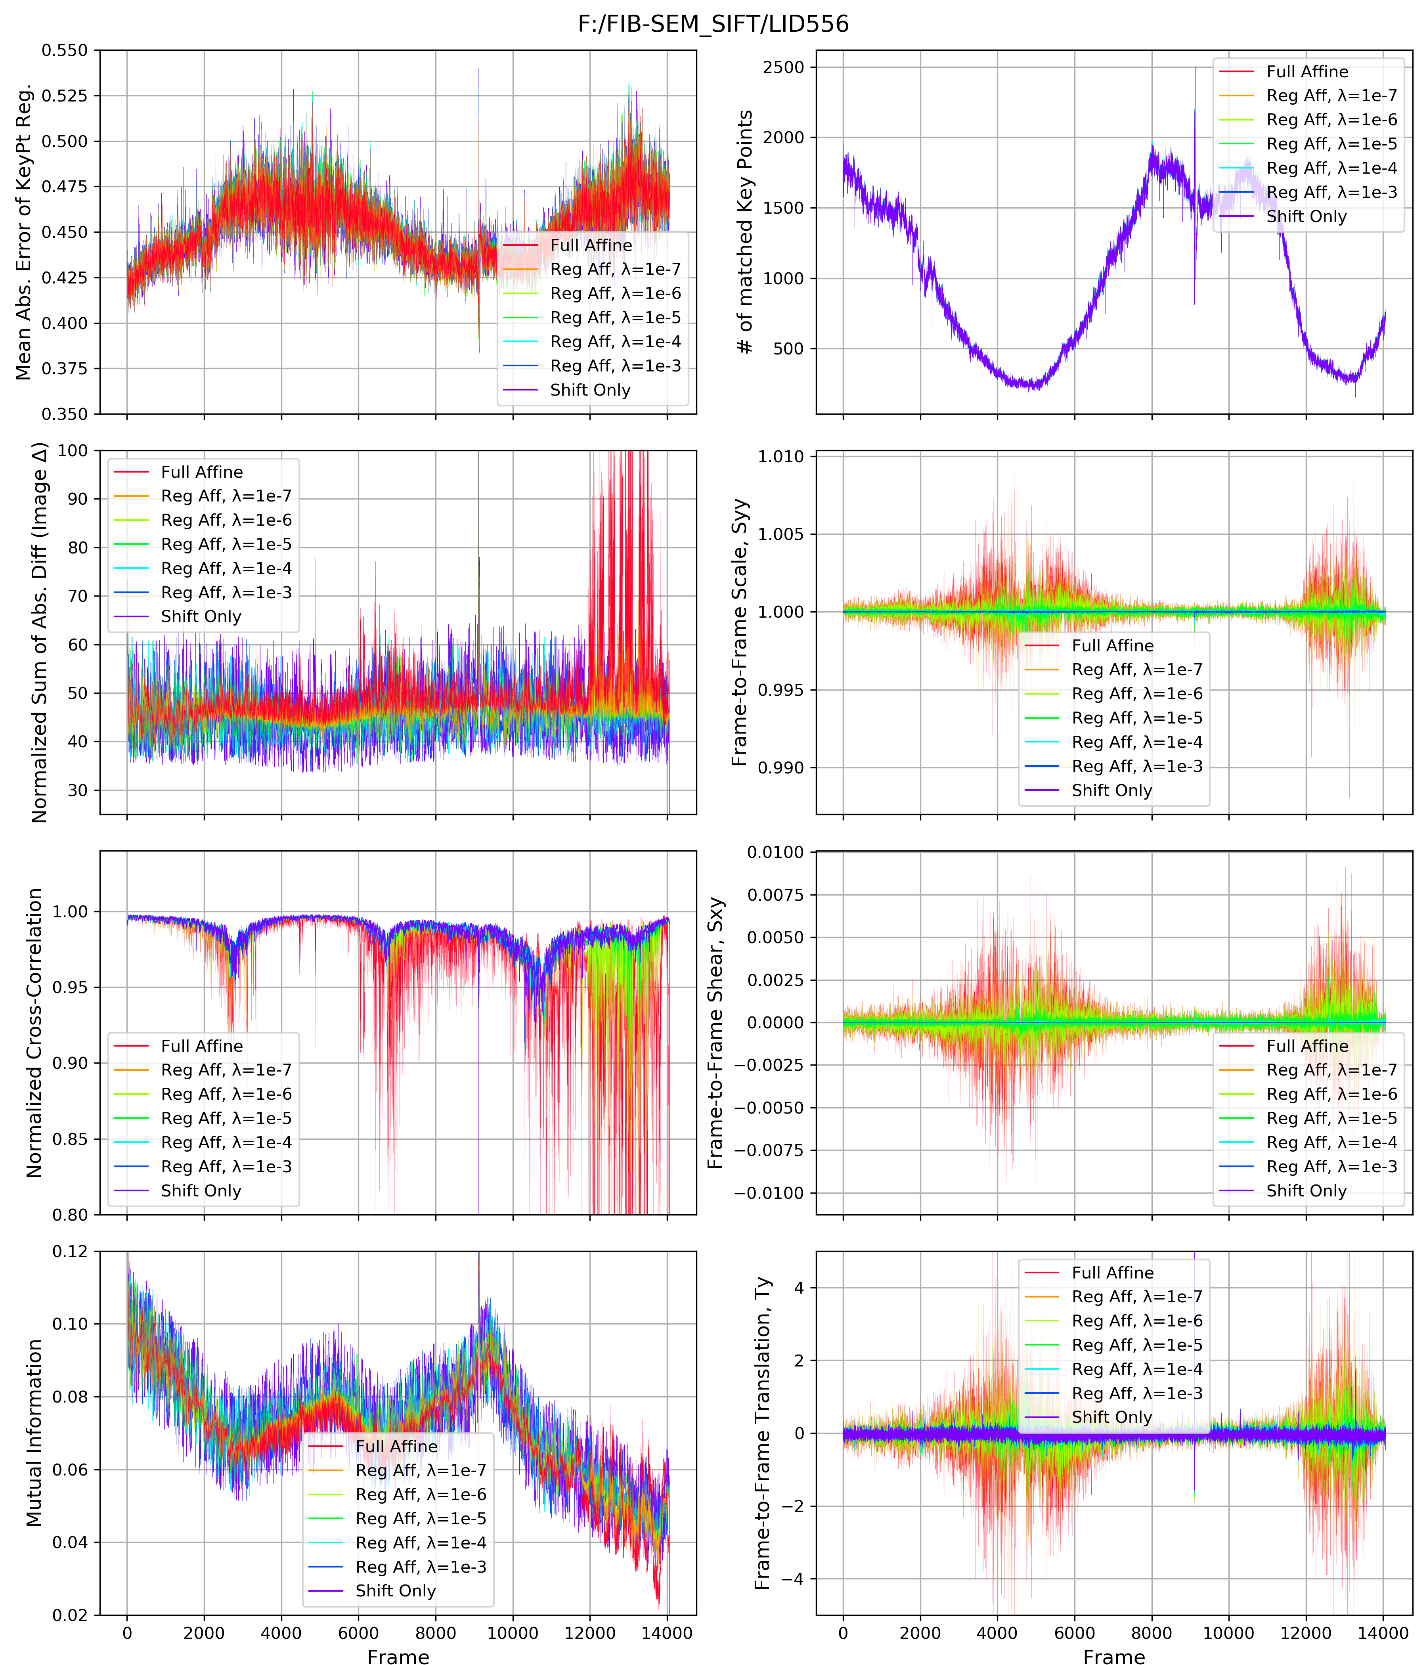 F:/FIB-SEM_SIFT/LID556
Mean Abs. Error of KeyPt Reg.
0.550
0.525
0.500
0.475
0.450
0.425
0.400
0.375
0.350
Full Affine
Reg Aff, λ=1e-7
Reg Aff, λ=1e-6
Reg Aff, λ=1e-5
Reg Aff, λ=1e-4
Reg Aff, λ=1e-3
Shift Only
# of matched Key Points
2500
2000
1500
1000
500
Full Affine
Reg Aff, λ=1e-7
Reg Aff, λ=1e-6
Reg Aff, λ=1e-5
Reg Aff, λ=1e-4
Reg Aff, λ=1e-3
Shift Only
Normalized Sum of Abs. Diff (Image Δ)
100
90
80
70
60
50
40
30
Full Affine
Reg Aff, λ=1e-7
Reg Aff, λ=1e-6
Reg Aff, λ=1e-5
Reg Aff, λ=1e-4
Reg Aff, λ=1e-3
Shift Only
Frame-to-Frame Scale, Syy
1.010
1.005
1.000
0.995
0.990
Full Affine
Reg Aff, λ=1e-7
Reg Aff, λ=1e-6
Reg Aff, λ=1e-5
Reg Aff, λ=1e-4
Reg Aff, λ=1e-3
Shift Only
Normalized Cross-Correlation
1.00
0.95
0.90
0.85
0.80
Full Affine
Reg Aff, λ=1e-7
Reg Aff, λ=1e-6
Reg Aff, λ=1e-5
Reg Aff, λ=1e-4
Reg Aff, λ=1e-3
Shift Only
Frame-to-Frame Shear, Sxy
0.0100
0.0075
0.0050
0.0025
0.0000
−0.0025
−0.0050
−0.0075
−0.0100
Full Affine
Reg Aff, λ=1e-7
Reg Aff, λ=1e-6
Reg Aff, λ=1e-5
Reg Aff, λ=1e-4
Reg Aff, λ=1e-3
Shift Only
Mutual Information
0.12
0.10
0.08
0.06
0.04
0.02
Full Affine
Reg Aff, λ=1e-7
Reg Aff, λ=1e-6
Reg Aff, λ=1e-5
Reg Aff, λ=1e-4
Reg Aff, λ=1e-3
Shift Only
0 2000 4000 6000 8000 10000 12000 14000
Frame
Frame-to-Frame Translation, Ty
4
2
0
−2
−4
Full Affine
Reg Aff, λ=1e-7
Reg Aff, λ=1e-6
Reg Aff, λ=1e-5
Reg Aff, λ=1e-4
Reg Aff, λ=1e-3
Shift Only
0 2000 4000 6000 8000 10000 12000 14000
Frame